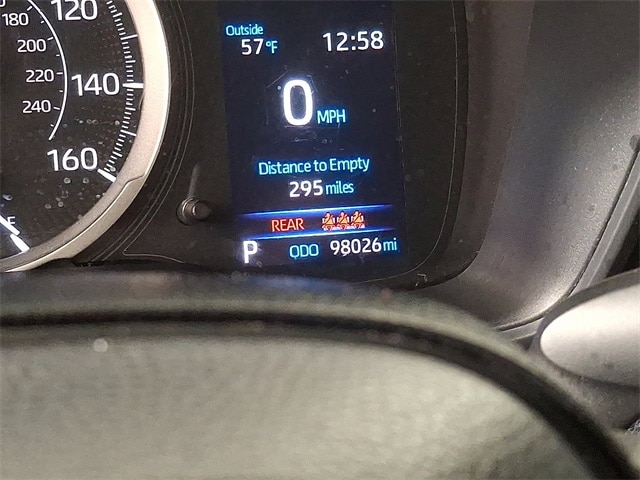 120
180
200
220
140
240
160
F
Outside
57°F
12:58
0 MPH
Distance to Empty
295 miles
REAR
P
ODO 98026 mi